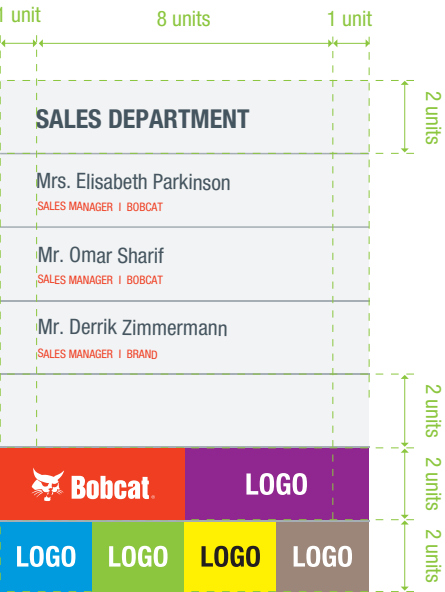 1 unit 8 units 1 unit
SALES DEPARTMENT
2 units
Mrs. Elisabeth Parkinson
SALES MANAGER I BOBCAT
Mr. Omar Sharif
SALES MANAGER I BOBCAT
Mr. Derrik Zimmermann
SALES MANAGER I BRAND
2 units
Bobcat. LOGO
2 units
LOGO LOGO LOGO LOGO
2 units